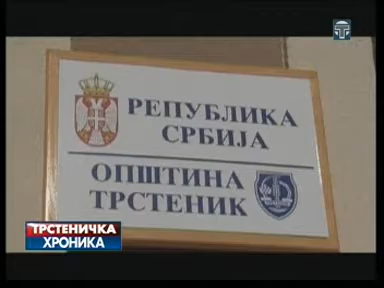 РЕПУБЛИКА
СРБИЈА
ОПШТИНА
ТРСТЕНИК
ТРСТЕНИЧКА
ХРОНИКА